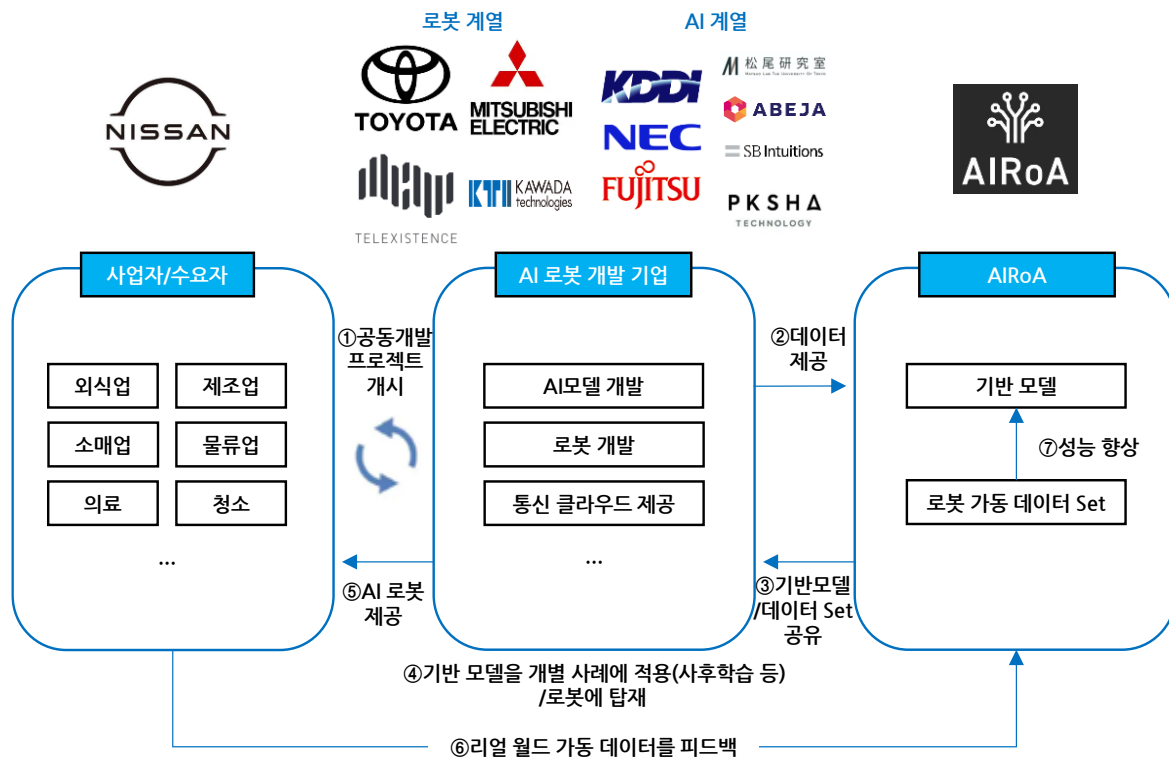 로봇 계열
AI 계열
NISSAN
TOYOTA
MITSUBISHI
ELECTRIC
TELEXISTENCE
KTI KAWADA
technologies
KDDI
NEC
FUJITSU
松尾研究室
MATSUO LAB THE UNIVERSITY OF TOKYO
ABEJA
SB Intuitions
PKSHA
TECHNOLOGY
AIRoA
사업자/수요자
외식업
제조업
소매업
물류업
의료
청소
...
①공동개발
프로젝트
개시
⑤AI 로봇
제공
AI 로봇 개발 기업
AI모델 개발
로봇 개발
통신 클라우드 제공
...
②데이터
제공
③기반모델
/데이터 Set
공유
AIRoA
기반 모델
⑦성능 향상
로봇 가동 데이터 Set
④기반 모델을 개별 사례에 적용(사후학습 등)
/로봇에 탑재
⑥리얼 월드 가동 데이터를 피드백